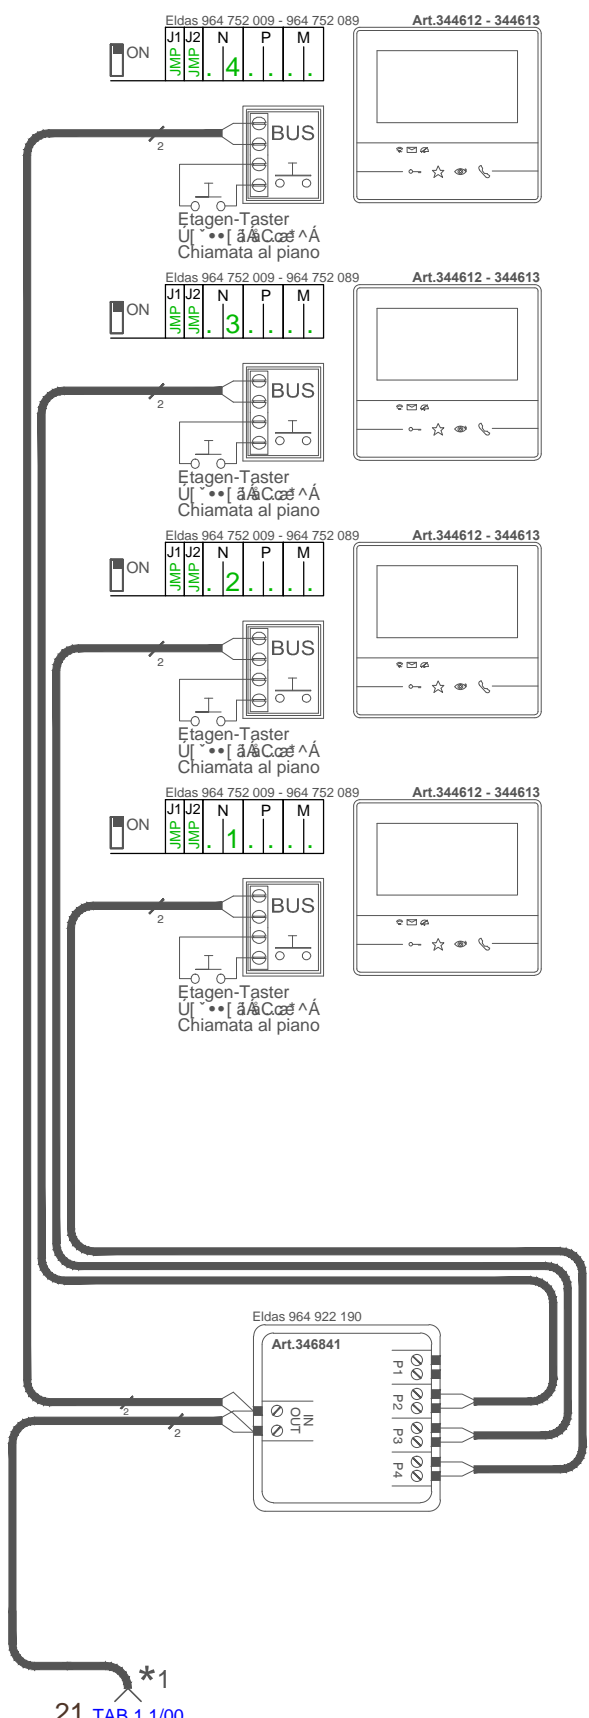 Eldas 964 752 009 - 964 752 089 Art.344612 - 344613
ON J1 J2 N P M
JMP JMP . 4 . . . .
BUS
2
Etagen-Taster
Chiamata al piano
Eldas 964 752 009 - 964 752 089 Art.344612 - 344613
ON J1 J2 N P M
JMP JMP . 3 . . . .
BUS
2
Etagen-Taster
Chiamata al piano
Eldas 964 752 009 - 964 752 089 Art.344612 - 344613
ON J1 J2 N P M
JMP JMP . 2 . . . .
BUS
2
Etagen-Taster
Chiamata al piano
Eldas 964 752 009 - 964 752 089 Art.344612 - 344613
ON J1 J2 N P M
JMP JMP . 1 . . . .
BUS
2
Etagen-Taster
Chiamata al piano
Eldas 964 922 190
Art.346841
P1
P2
P3
P4
IN
OUT
2
2
*1
21 TAB 1.1/00